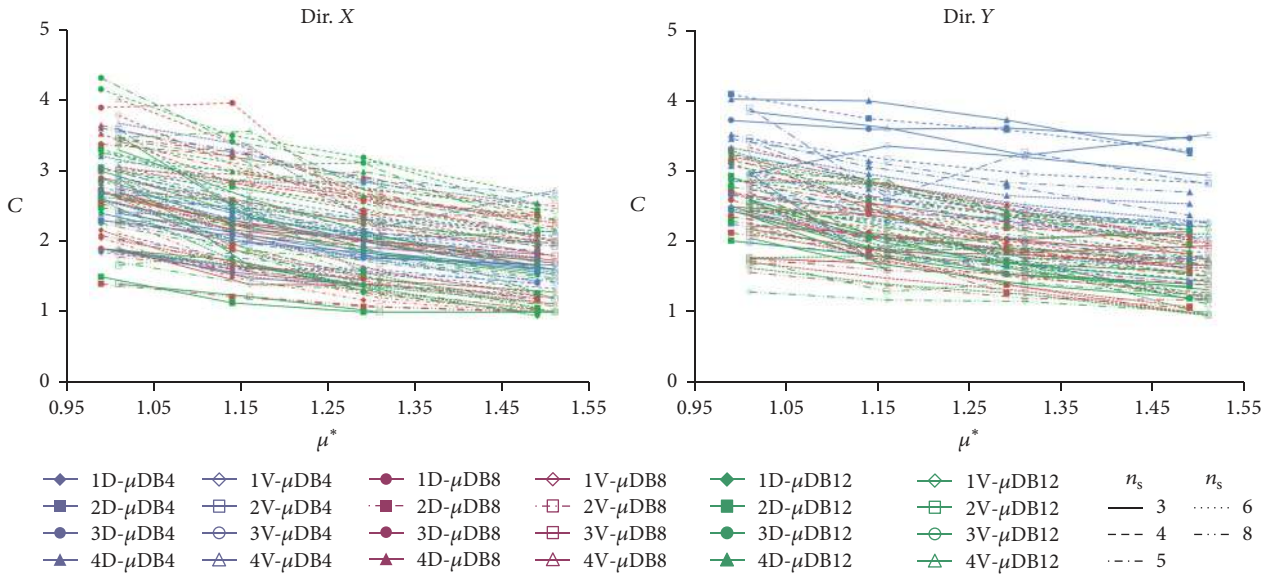 Dir. X
5
4
3
2
1
0
C
0.95
1.05
1.15
1.25
1.35
1.45
1.55
μ*
Dir. Y
5
4
3
2
1
0
C
0.95
1.05
1.15
1.25
1.35
1.45
1.55
μ*
1D-μDB4
2D-μDB4
3D-μDB4
4D-μDB4
1V-μDB4
2V-μDB4
3V-μDB4
4V-μDB4
1D-μDB8
2D-μDB8
3D-μDB8
4D-μDB8
1V-μDB8
2V-μDB8
3V-μDB8
4V-μDB8
1D-μDB12
2D-μDB12
3D-μDB12
4D-μDB12
1V-μDB12
2V-μDB12
3V-μDB12
4V-μDB12
ns
3
4
5
ns
6
8